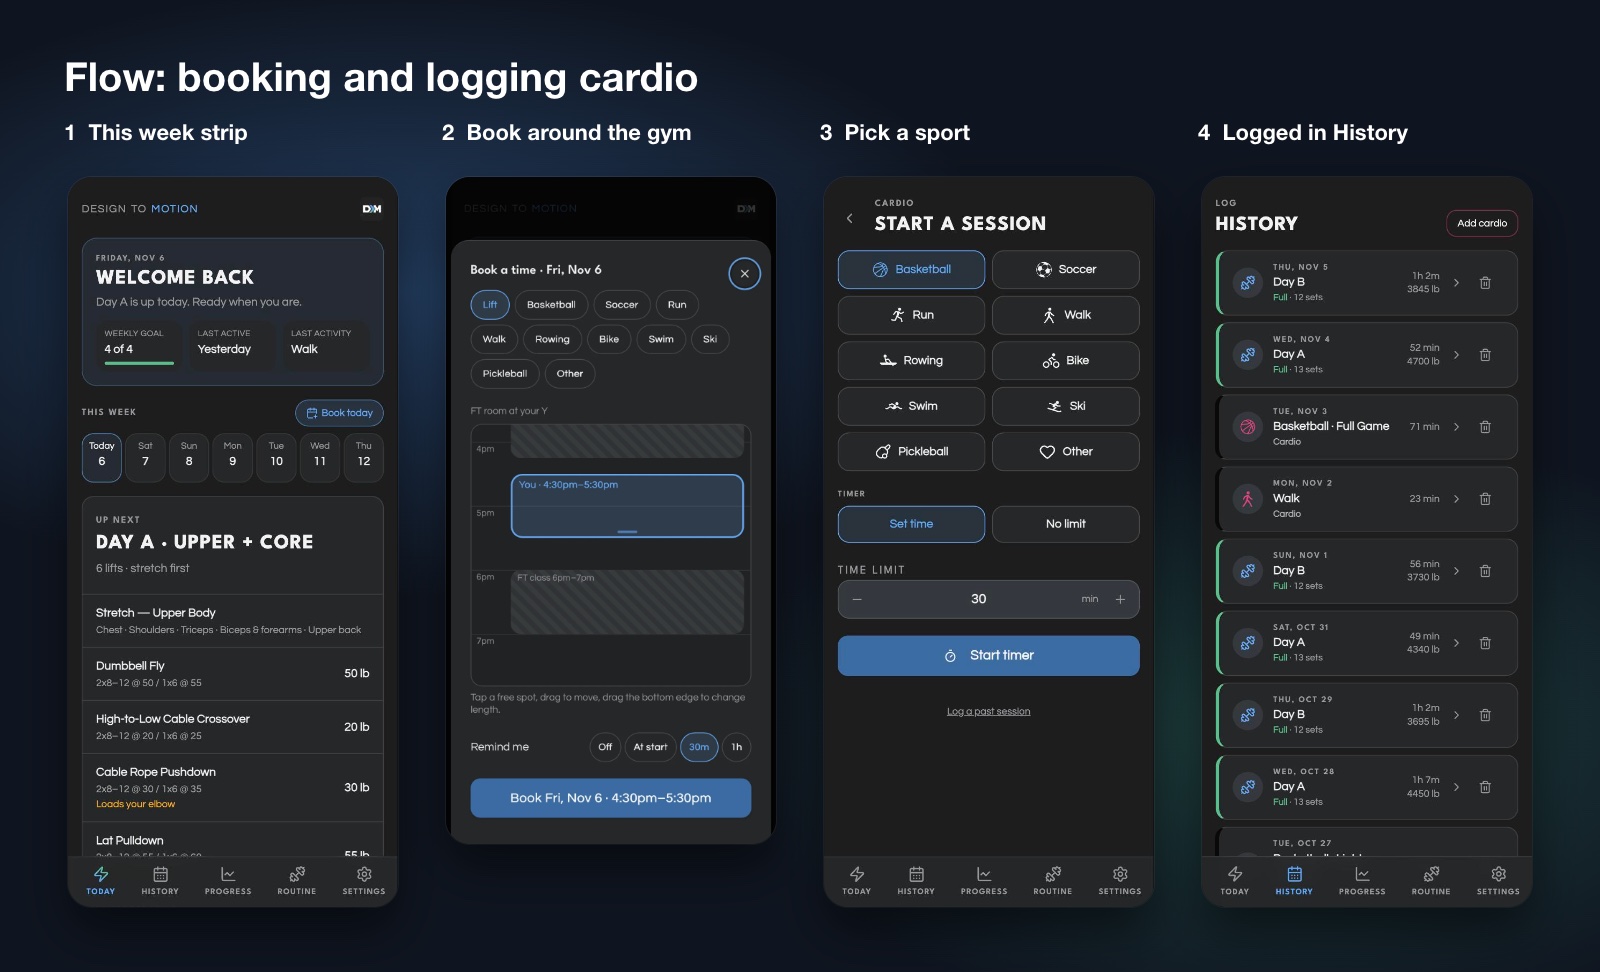 Flow: booking and logging cardio
1 This week strip
DESIGN TO MOTION
DXM
FRIDAY, NOV 6
WELCOME BACK
Day A is up today. Ready when you are.
WEEKLY GOAL
4 of 4
LAST ACTIVE
Yesterday
LAST ACTIVITY
Walk
THIS WEEK
Book today
Today
6
Sat
7
Sun
8
Mon
9
Tue
10
Wed
11
Thu
12
UP NEXT
DAY A · UPPER + CORE
6 lifts · stretch first
Stretch — Upper Body
Chest · Shoulders · Triceps · Biceps & forearms · Upper back
Dumbbell Fly
2x8–12 @ 50 / 1x6 @ 55
50 lb
High-to-Low Cable Crossover
2x8–12 @ 20 / 1x6 @ 25
20 lb
Cable Rope Pushdown
2x8–12 @ 30 / 1x6 @ 35
Loads your elbow
30 lb
Lat Pulldown
2x8–12 @ 55 / 1x6 @ 60
55 lb
TODAY
HISTORY
PROGRESS
ROUTINE
SETTINGS
2 Book around the gym
DESIGN TO MOTION
DXM
Book a time · Fri, Nov 6
Lift
Basketball
Soccer
Run
Walk
Rowing
Bike
Swim
Ski
Pickleball
Other
FT room at your Y
4pm
You · 4:30pm–5:30pm
5pm
6pm
FT class 6pm–7pm
7pm
Tap a free spot, drag to move, drag the bottom edge to change
length.
Remind me
Off
At start
30m
1h
Book Fri, Nov 6 · 4:30pm–5:30pm
3 Pick a sport
CARDIO
START A SESSION
Basketball
Soccer
Run
Walk
Rowing
Bike
Swim
Ski
Pickleball
Other
TIMER
Set time
No limit
TIME LIMIT
− 30 min +
Start timer
Log a past session
TODAY
HISTORY
PROGRESS
ROUTINE
SETTINGS
4 Logged in History
LOG
HISTORY
Add cardio
THU, NOV 5
Day B
Full · 12 sets
1h 2m
3845 lb
WED, NOV 4
Day A
Full · 13 sets
52 min
4700 lb
TUE, NOV 3
Basketball · Full Game
Cardio
71 min
MON, NOV 2
Walk
Cardio
23 min
SUN, NOV 1
Day B
Full · 12 sets
56 min
3730 lb
SAT, OCT 31
Day A
Full · 13 sets
49 min
4340 lb
THU, OCT 29
Day B
Full · 12 sets
1h 2m
3695 lb
WED, OCT 28
Day A
Full · 13 sets
1h 7m
4450 lb
TUE, OCT 27
TODAY
HISTORY
PROGRESS
ROUTINE
SETTINGS